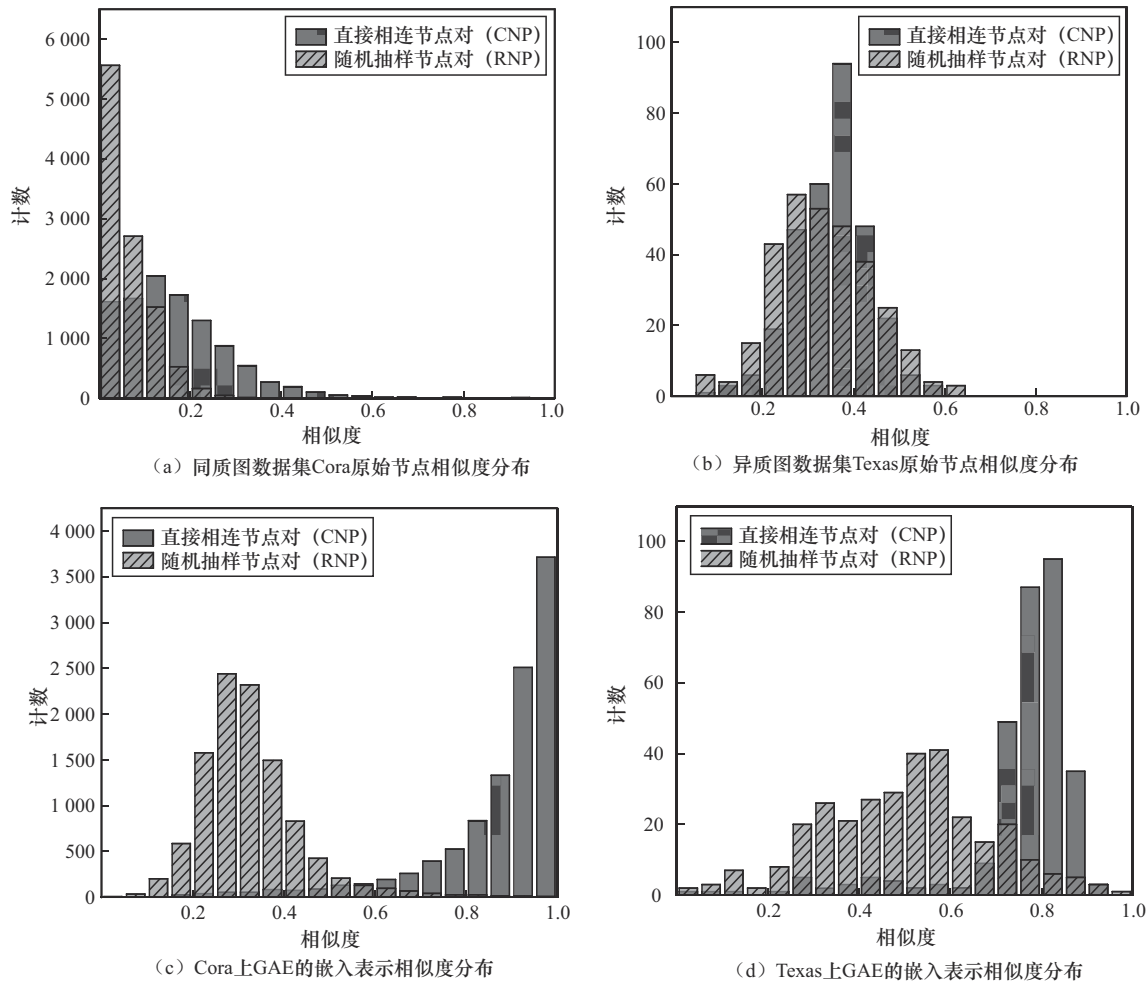 6 000
5 000
4 000
3 000
2 000
1 000
0
计数
直接相连节点对（CNP）
随机抽样节点对（RNP）
0.2
0.4
0.6
0.8
1.0
相似度
（a）同质图数据集Cora原始节点相似度分布
100
80
60
40
20
0
计数
直接相连节点对（CNP）
随机抽样节点对（RNP）
0.2
0.4
0.6
0.8
1.0
相似度
（b）异质图数据集Texas原始节点相似度分布
4 000
3 500
3 000
2 500
2 000
1 500
1 000
500
0
计数
直接相连节点对（CNP）
随机抽样节点对（RNP）
0.2
0.4
0.6
0.8
1.0
相似度
（c）Cora上GAE的嵌入表示相似度分布
100
80
60
40
20
0
计数
直接相连节点对（CNP）
随机抽样节点对（RNP）
0.2
0.4
0.6
0.8
1.0
相似度
（d）Texas上GAE的嵌入表示相似度分布